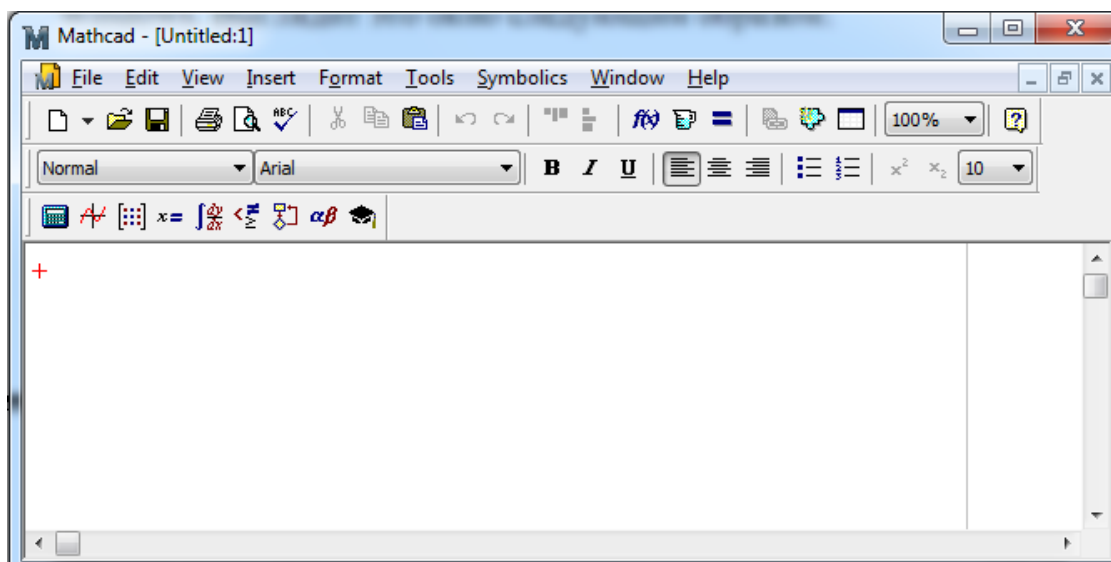 Mathcad - [Untitled:1]
File Edit View Insert Format Tools Symbolics Window Help
100%
Normal Arial B I U 10